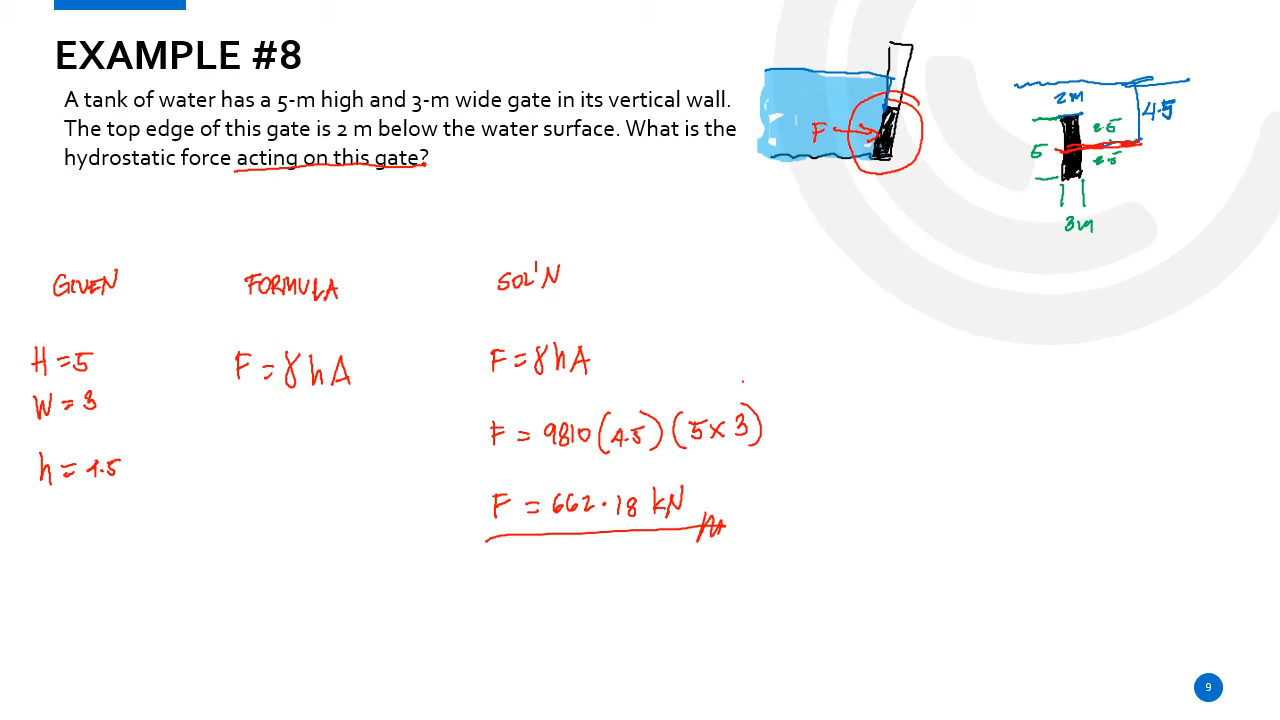 EXAMPLE #8
A tank of water has a 5-m high and 3-m wide gate in its vertical wall.
The top edge of this gate is 2 m below the water surface. What is the
hydrostatic force acting on this gate?
F
2 m
4.5
2.5
5
2.5
3 m
GIVEN
FORMULA
SOL'N
H = 5
W = 3
h = 4.5
F = γhA
F = γhA
F = 9810 (4.5) (5 x 3)
F = 662.18 kN
9